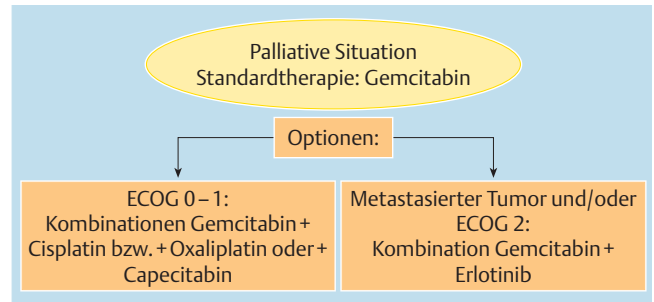 Palliative Situation
Standardtherapie: Gemcitabin
Optionen:
ECOG 0–1:
Kombinationen Gemcitabin+
Cisplatin bzw.+Oxaliplatin oder+
Capecitabin
Metastasierter Tumor und/oder
ECOG 2:
Kombination Gemcitabin+
Erlotinib